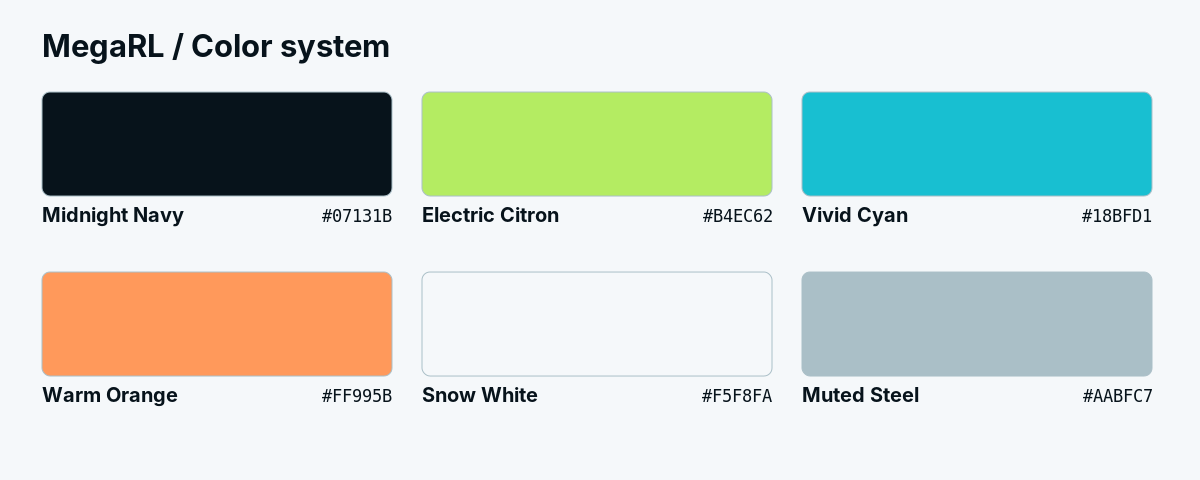 MegaRL / Color system
Midnight Navy #07131B
Electric Citron #B4EC62
Vivid Cyan #18BFD1
Warm Orange #FF995B
Snow White #F5F8FA
Muted Steel #AABFC7